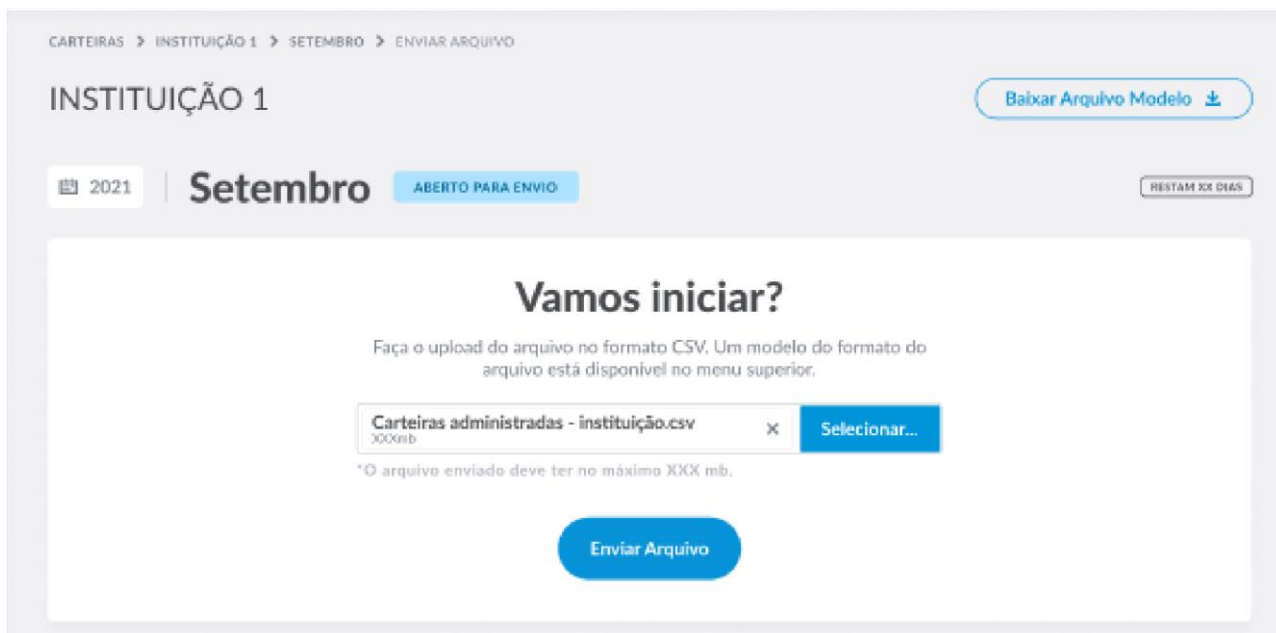 CARTEIRAS > INSTITUIÇÃO 1 > SETEMBRO > ENVIAR ARQUIVO
INSTITUIÇÃO 1
Baixar Arquivo Modelo
2021
Setembro
ABERTO PARA ENVIO
RESTAM XX DIAS
Vamos iniciar?
Faça o upload do arquivo no formato CSV. Um modelo do formato do
arquivo está disponível no menu superior.
Carteiras administradas - instituição.csv
XXXmb
Selecionar...
*O arquivo enviado deve ter no máximo XXX mb.
Enviar Arquivo